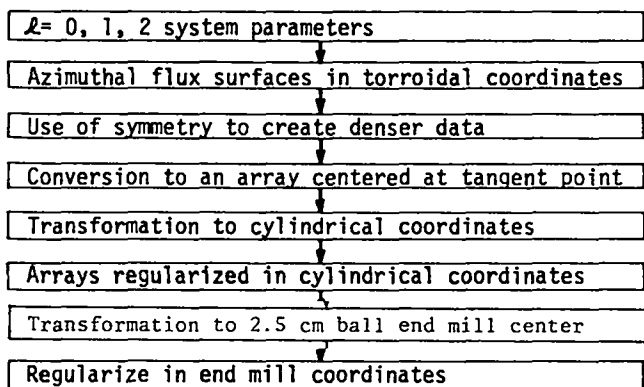 ℓ= 0, 1, 2 system parameters
Azimuthal flux surfaces in torroidal coordinates
Use of symmetry to create denser data
Conversion to an array centered at tangent point
Transformation to cylindrical coordinates
Arrays regularized in cylindrical coordinates
Transformation to 2.5 cm ball end mill center
Regularize in end mill coordinates